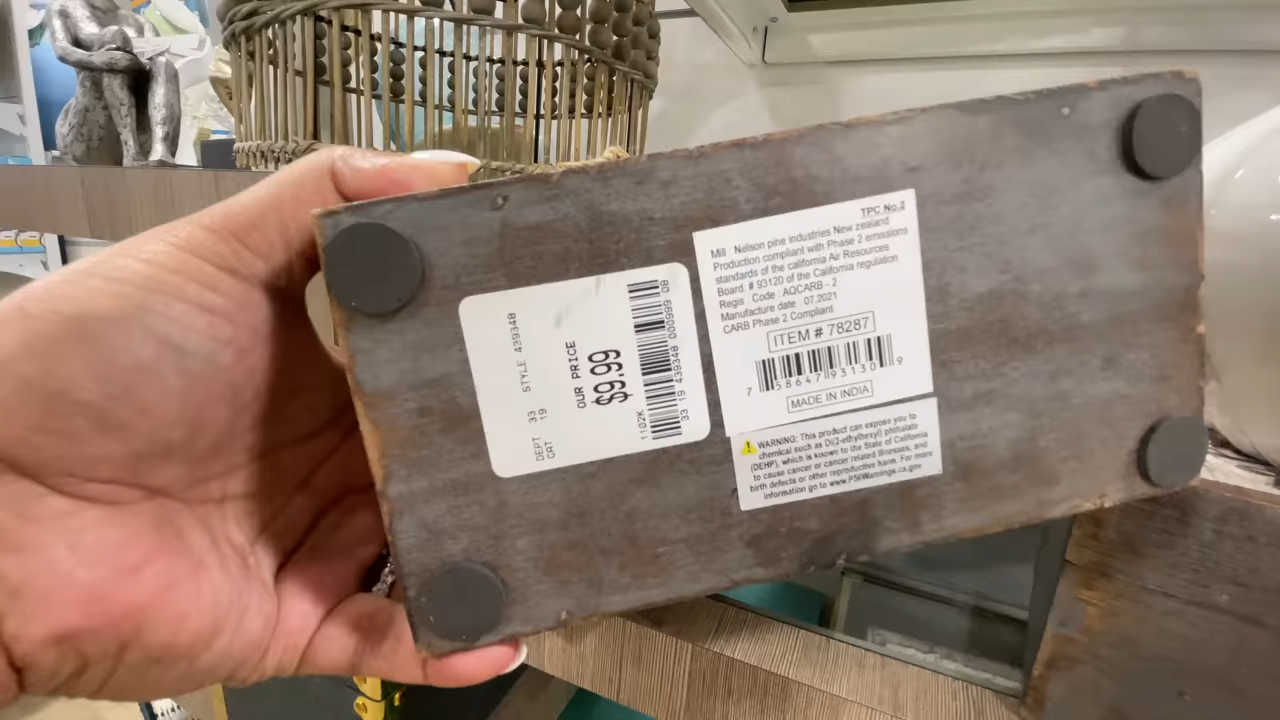 DEPT 33 STYLE 439348
CRT 19
OUR PRICE
$9.99
1102K
33 19 439348 000999 08
TPC No.2
Mill : Nelson pine industries New zealand
Production compliant with Phase 2 emissions
standards of the california Air Resources
Board. # 93120 of the California regulation
Regis . Code : AQCARB - 2
Manufacture date : 07.2021
CARB Phase 2 Compliant
ITEM # 78287
7 58647 93130 9
MADE IN INDIA
WARNING: This product can expose you to
chemical such as Di(2-ethylhexyl) phthalate
(DEHP), which is known to the State of California
to cause cancer or cancer related illnesses, and
birth defects or other reproductive harm. For more
information go to www.P56Warnings.ca.gov